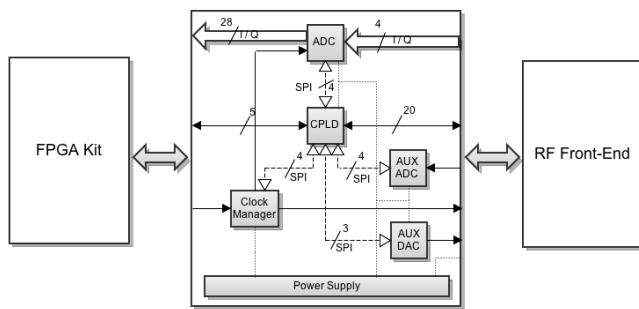 28
I / Q
ADC
4
I / Q
SPI
4
5
CPLD
20
FPGA Kit
RF Front-End
4
SPI
4
SPI
AUX
ADC
Clock
Manager
3
SPI
AUX
DAC
Power Supply